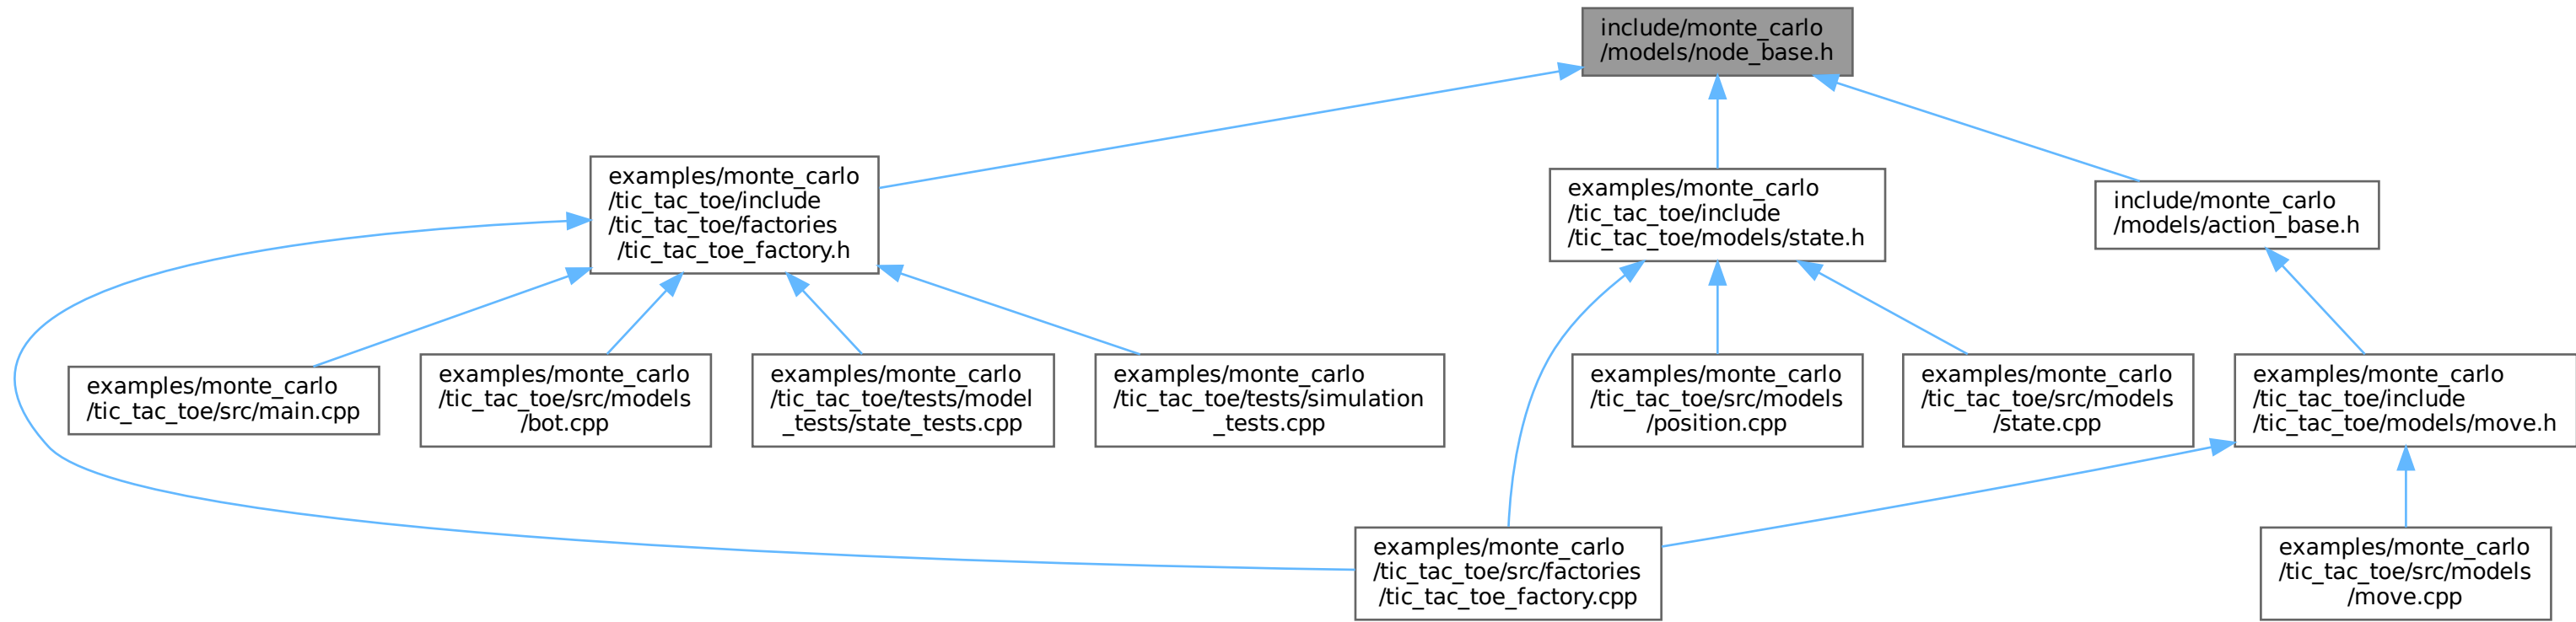 include/monte_carlo
/models/node_base.h
examples/monte_carlo
/tic_tac_toe/include
/tic_tac_toe/factories
/tic_tac_toe_factory.h
examples/monte_carlo
/tic_tac_toe/include
/tic_tac_toe/models/state.h
include/monte_carlo
/models/action_base.h
examples/monte_carlo
/tic_tac_toe/src/main.cpp
examples/monte_carlo
/tic_tac_toe/src/models
/bot.cpp
examples/monte_carlo
/tic_tac_toe/tests/model
_tests/state_tests.cpp
examples/monte_carlo
/tic_tac_toe/tests/simulation
_tests.cpp
examples/monte_carlo
/tic_tac_toe/src/models
/position.cpp
examples/monte_carlo
/tic_tac_toe/src/models
/state.cpp
examples/monte_carlo
/tic_tac_toe/include
/tic_tac_toe/models/move.h
examples/monte_carlo
/tic_tac_toe/src/factories
/tic_tac_toe_factory.cpp
examples/monte_carlo
/tic_tac_toe/src/models
/move.cpp